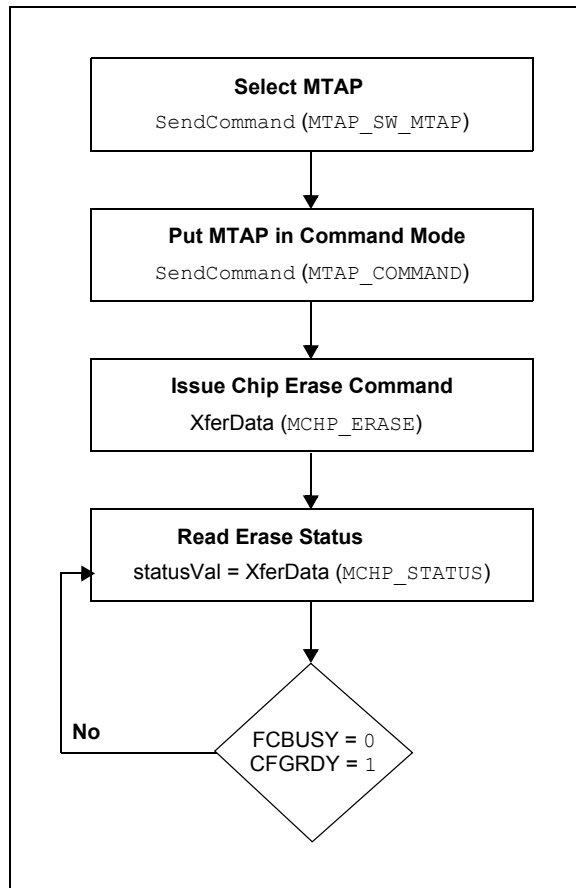 Select MTAP
SendCommand (MTAP_SW_MTAP)
Put MTAP in Command Mode
SendCommand (MTAP_COMMAND)
Issue Chip Erase Command
XferData (MCHP_ERASE)
Read Erase Status
statusVal = XferData (MCHP_STATUS)
No
FCBUSY = 0
CFGRDY = 1